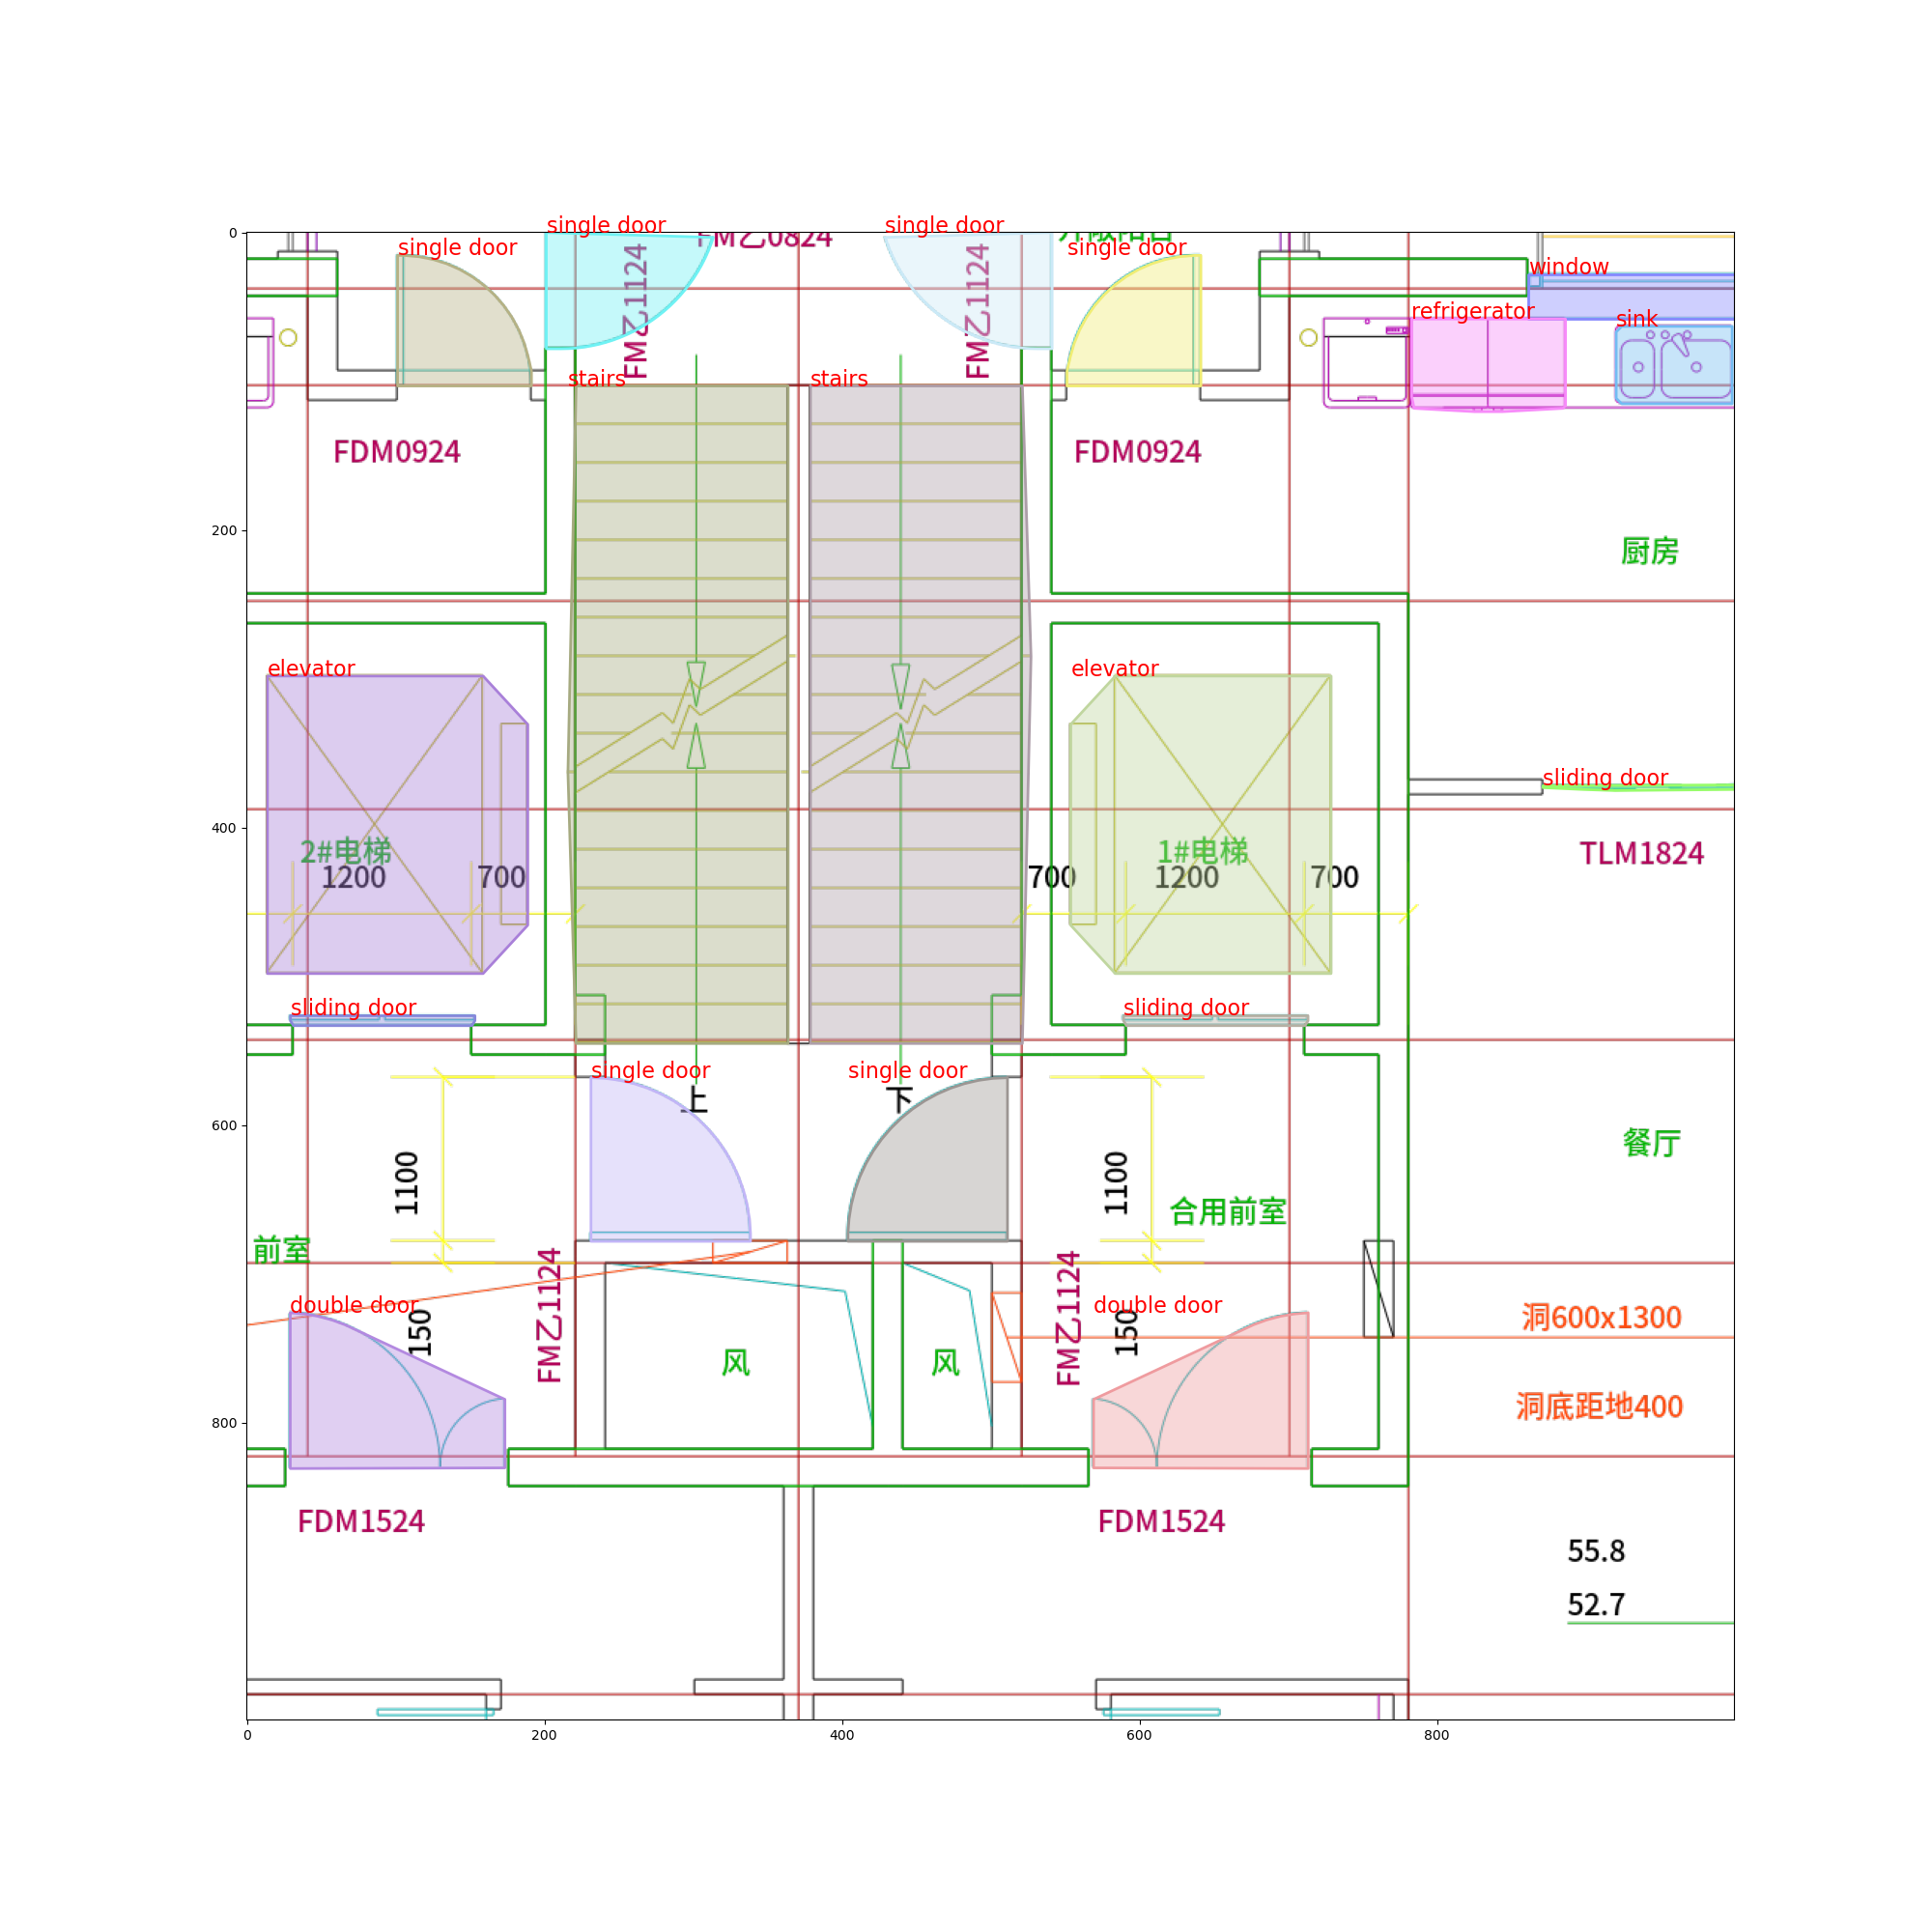 single door
single door
single door
single door
FM乙0824
FM乙1124
FM乙1124
window
refrigerator
sink
stairs
stairs
FDM0924
FDM0924
厨房
elevator
elevator
sliding door
2#电梯
1200
700
700
1#电梯
1200
700
TLM1824
sliding door
sliding door
single door
single door
上
下
1100
1100
餐厅
合用前室
前室
FM乙1124
FM乙1124
double door
double door
150
150
洞600x1300
风
风
洞底距地400
FDM1524
FDM1524
55.8
52.7
0
200
400
600
800
0
200
400
600
800